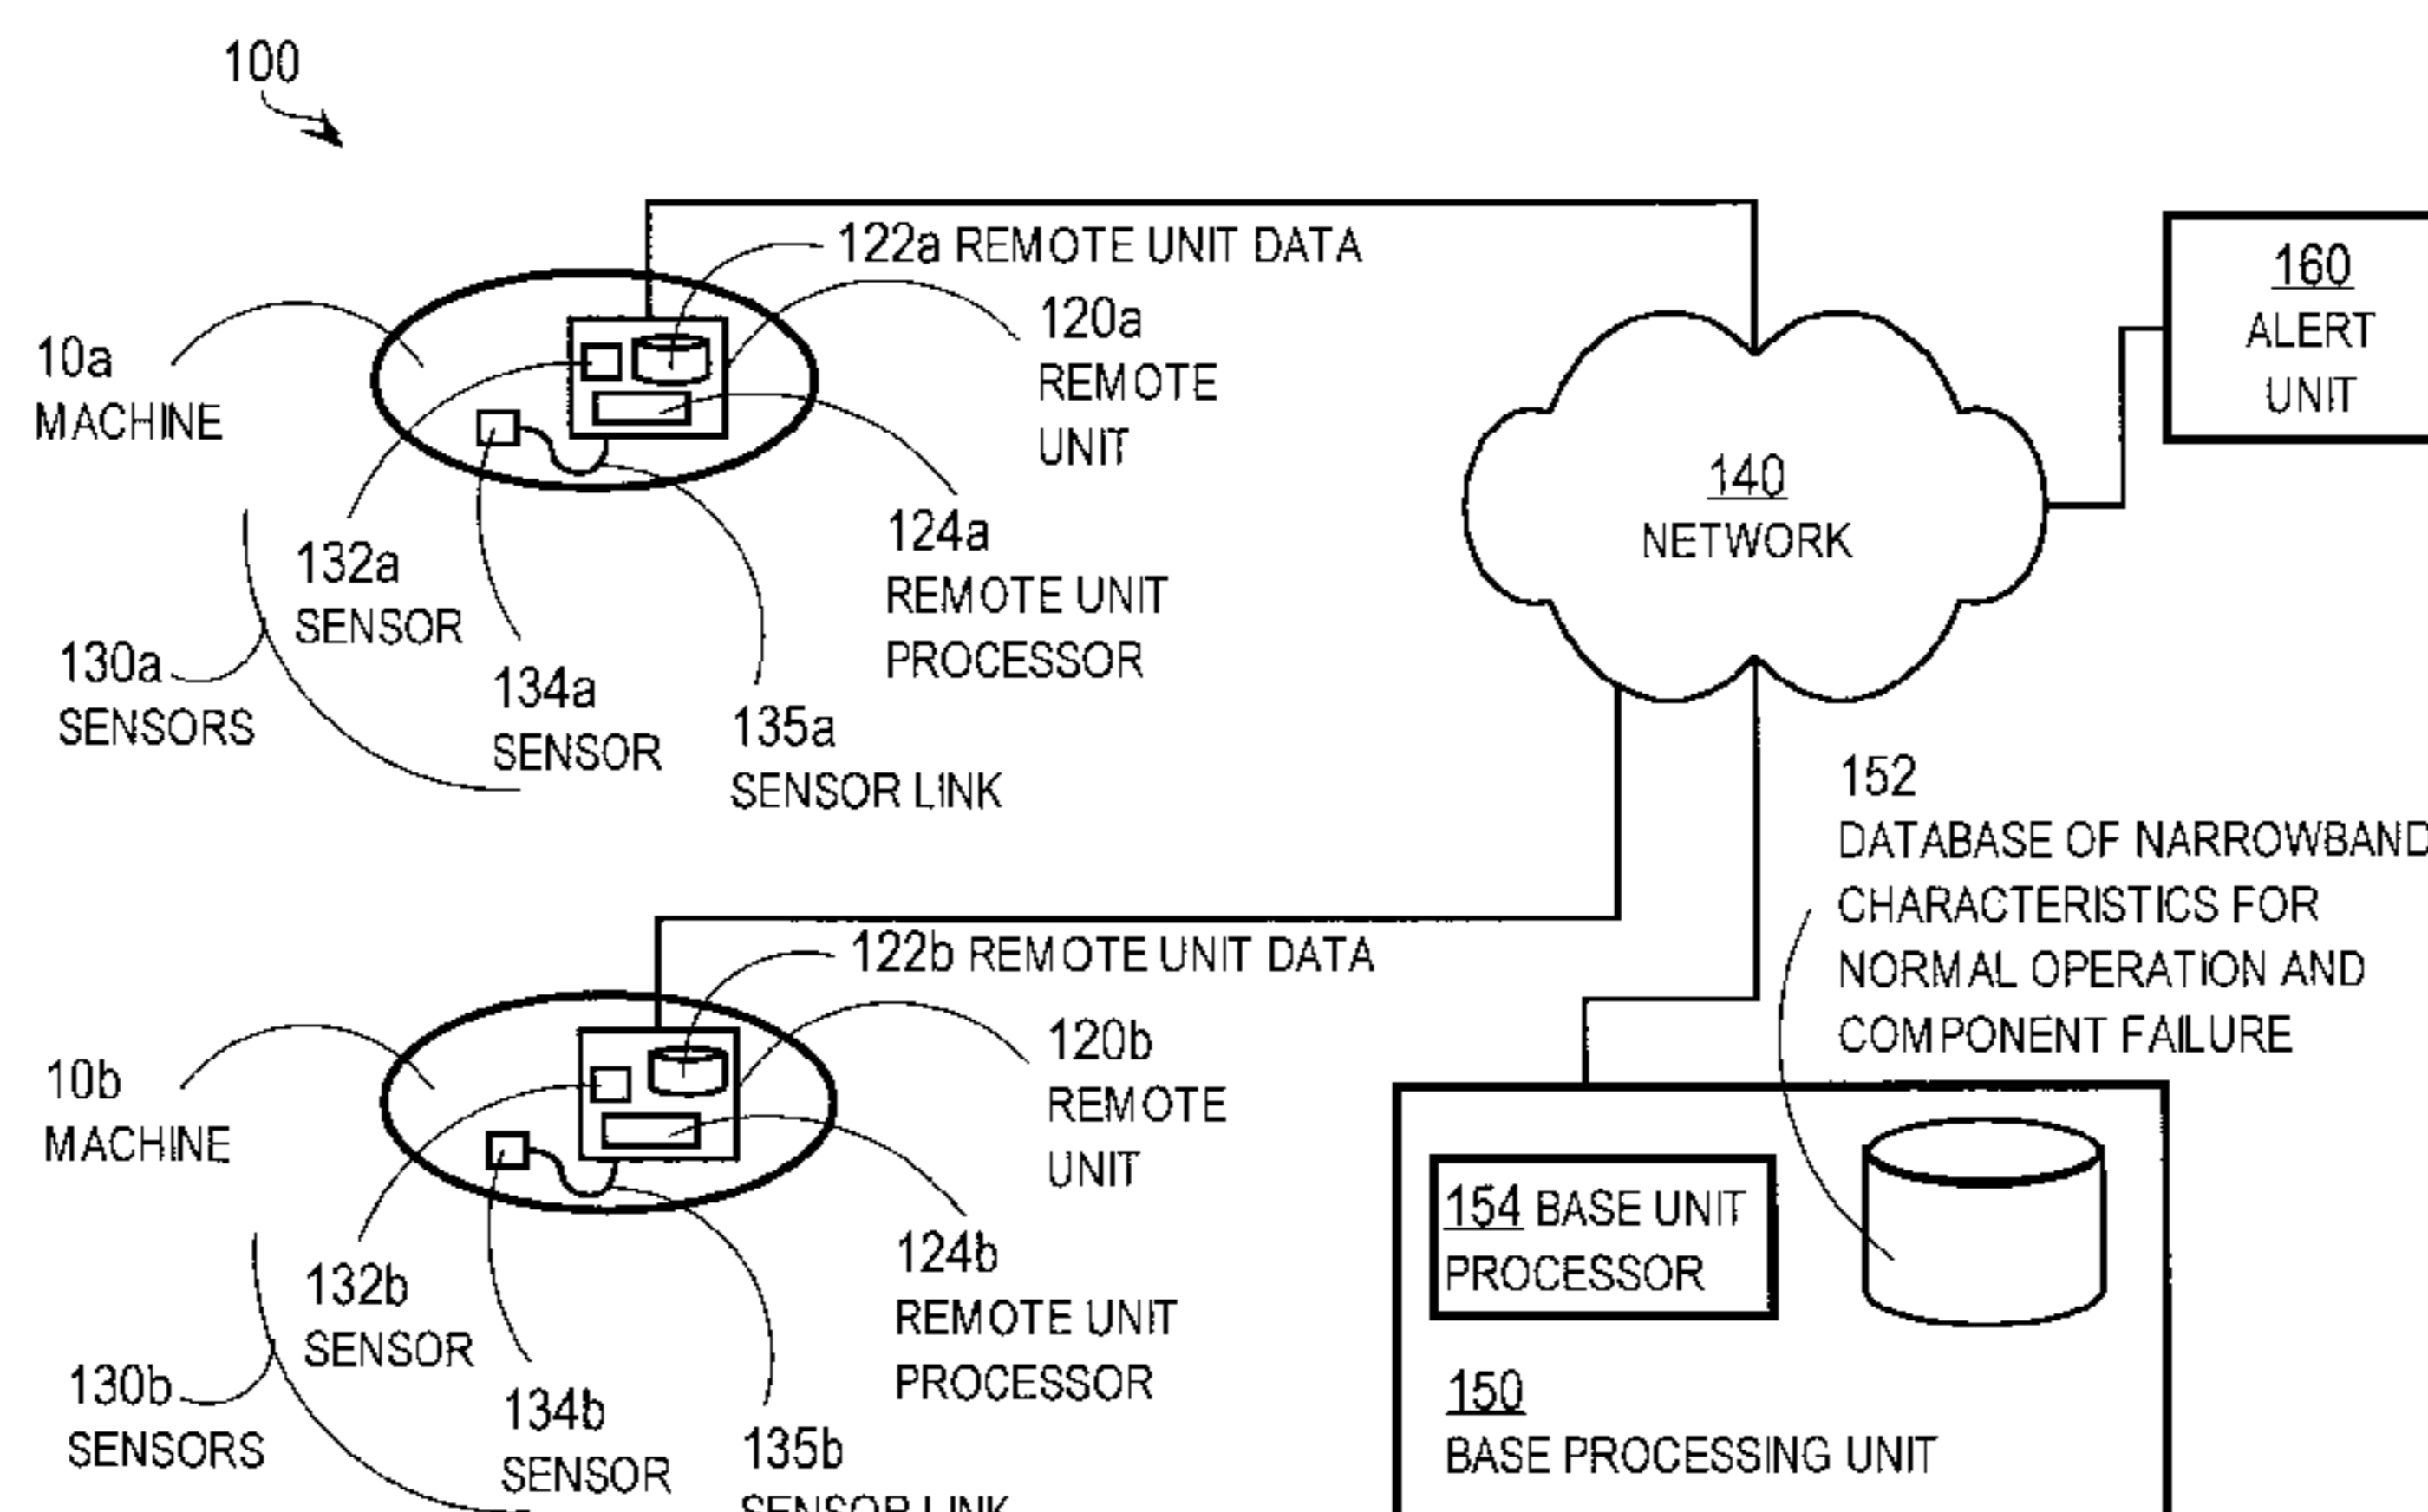 100
122a REMOTE UNIT DATA
120a
REMOTE
UNIT
10a
MACHINE
160
ALERT
UNIT
140
NETWORK
124a
REMOTE UNIT
PROCESSOR
132a
SENSOR
130a
SENSORS
134a
SENSOR
135a
SENSOR LINK
152
DATABASE OF NARROWBAND
CHARACTERISTICS FOR
NORMAL OPERATION AND
COMPONENT FAILURE
122b REMOTE UNIT DATA
120b
REMOTE
UNIT
10b
MACHINE
124b
REMOTE UNIT
PROCESSOR
132b
SENSOR
130b
SENSORS
134b
SENSOR
135b
SENSOR LINK
154 BASE UNIT
PROCESSOR
150
BASE PROCESSING UNIT